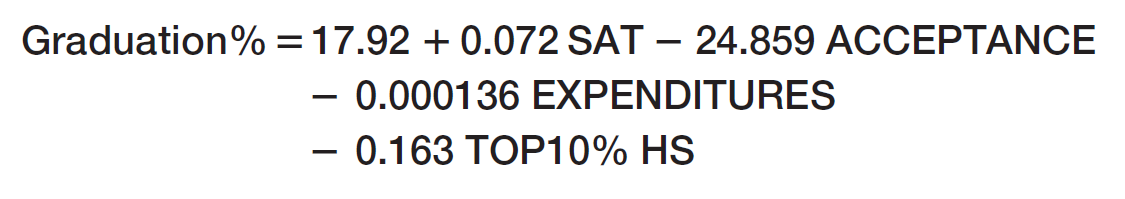 Graduation% = 17.92 + 0.072 SAT − 24.859 ACCEPTANCE
− 0.000136 EXPENDITURES
− 0.163 TOP10% HS